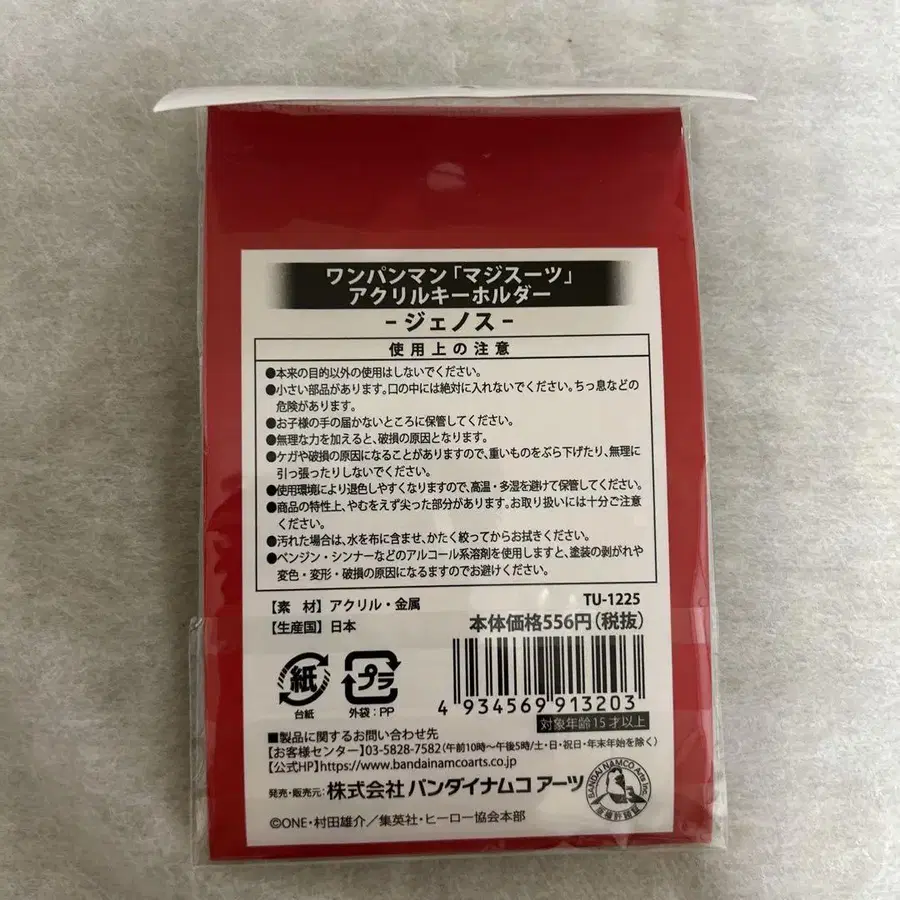 ワンパンマン「マジスーツ」
アクリルキーホルダー
- ジェノス -
使用上の注意
●本来の目的以外の使用はしないでください。
●小さい部品があります。口の中には絶対に入れないでください。ちっ息などの
危険があります。
●お子様の手の届かないところに保管してください。
●無理な力を加えると、破損の原因となります。
●ケガや破損の原因になることがありますので、重いものをぶら下げたり、無理に
引っ張ったりしないでください。
●使用環境により退色しやすくなりますので、高温・多湿を避けて保管してください。
●商品の特性上、やむをえず尖った部分があります。お取り扱いには十分ご注意
ください。
●汚れた場合は、水を布に含ませ、かたく絞ってからお拭きください。
●ベンジン・シンナーなどのアルコール系溶剤を使用しますと、塗装の剥がれや
変色・変形・破損の原因になるますのでお避けください。
【素 材】アクリル・金属
TU-1225
【生産国】日本
本体価格556円(税抜)
紙
台紙
プラ
外袋:PP
4 934569 913203
対象年齢15才以上
■製品に関するお問い合わせ先
【お客様センター】03-5828-7582(午前10時～午後5時/土・日・祝日・年末年始を除く)
【公式HP】https://www.bandainamcoarts.co.jp
発売・販売元: 株式会社バンダイナムコアーツ
BANDAI NAMCO Arts Inc.
©ONE・村田雄介／集英社・ヒーロー協会本部